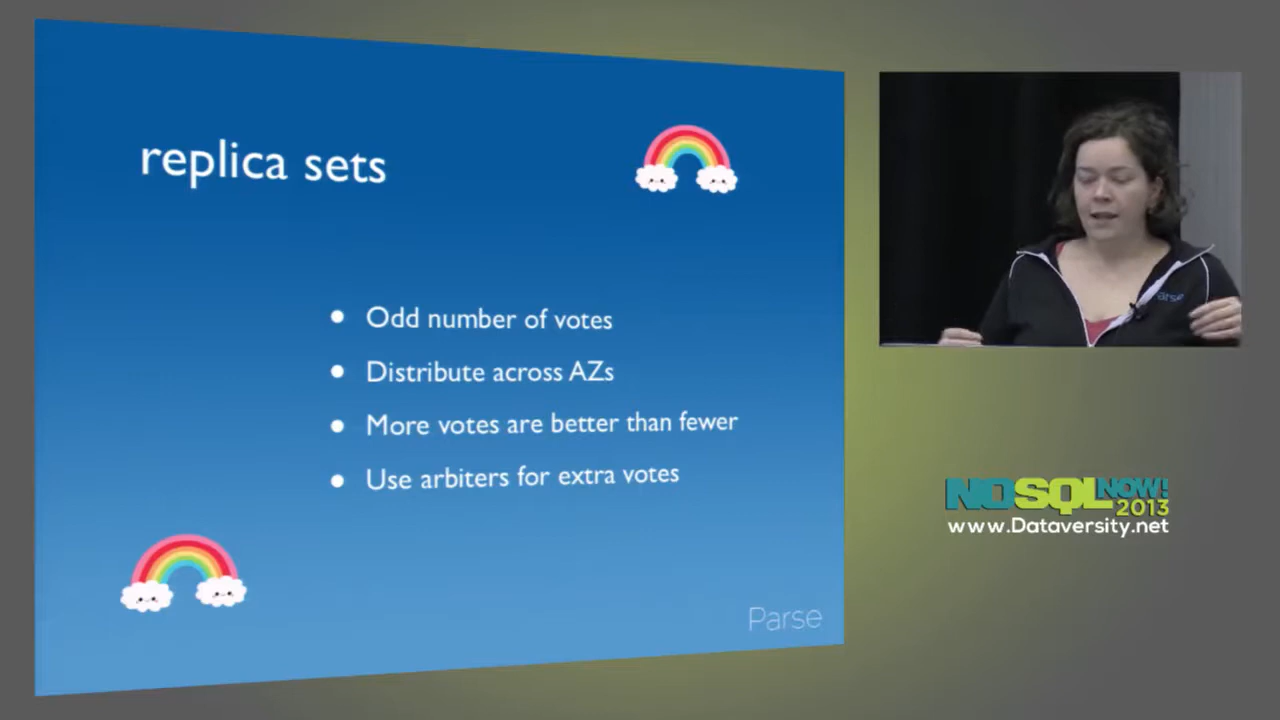 replica sets
Odd number of votes
Distribute across AZs
More votes are better than fewer
Use arbiters for extra votes
Parse
Parse
NOSQL NOW!
2013
www.Dataversity.net